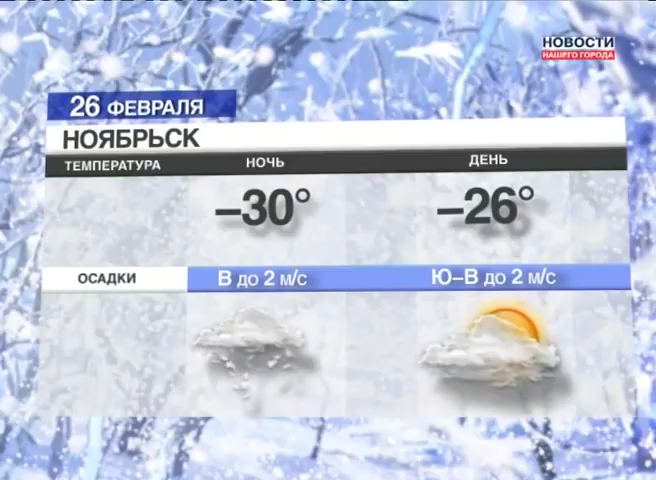 НОВОСТИ
НАШЕГО ГОРОДА
26 ФЕВРАЛЯ
НОЯБРЬСК
ТЕМПЕРАТУРА НОЧЬ ДЕНЬ
–30° –26°
ОСАДКИ В ДО 2 М/С Ю–В ДО 2 М/С